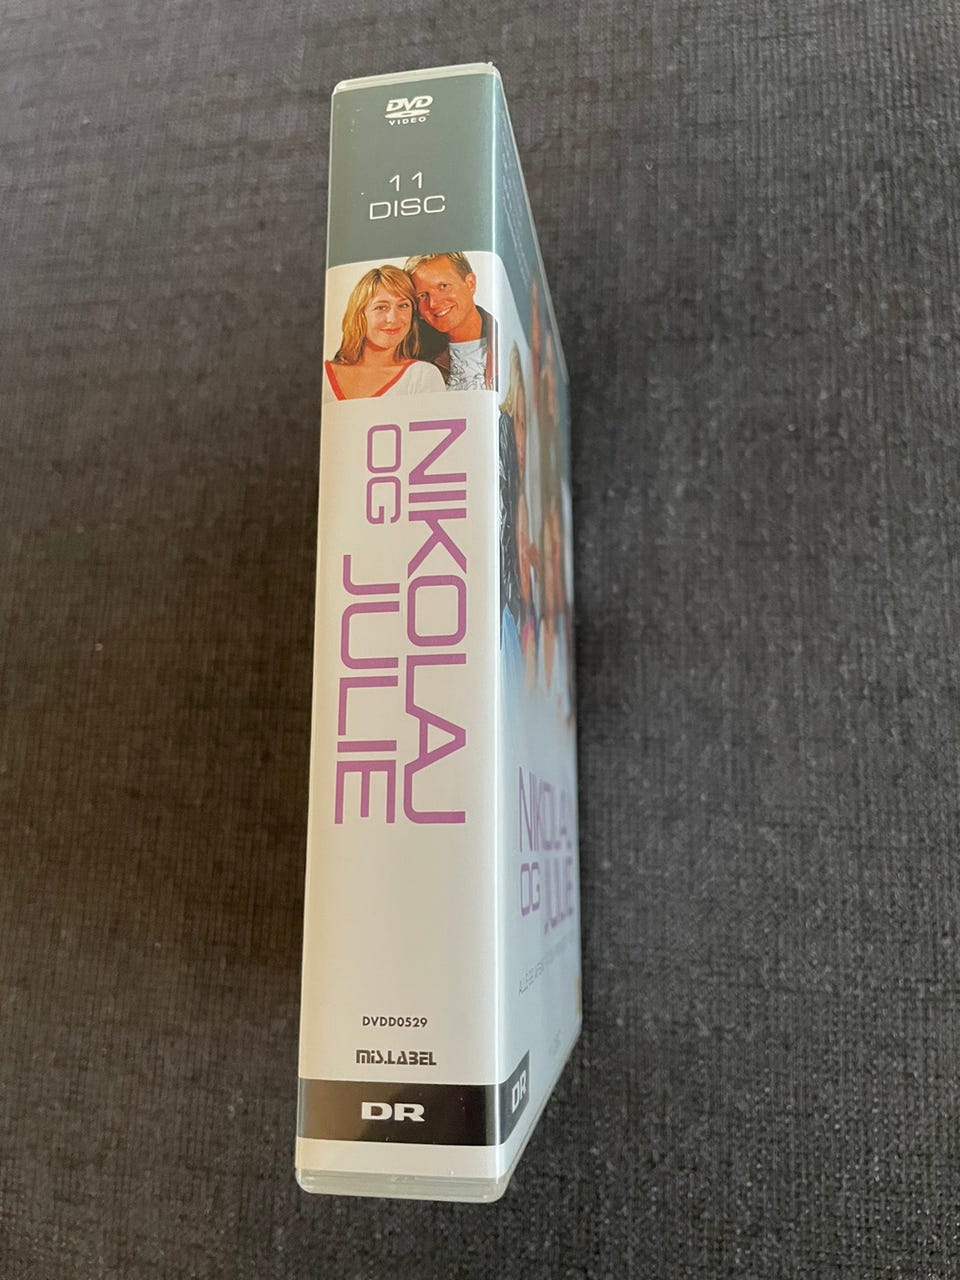 DVD
VIDEO
11
DISC
NIKOLAJ
OG JULIE
DVDD0529
MIS.LABEL
DR
NIKOLAJ
OG JULIE
DR